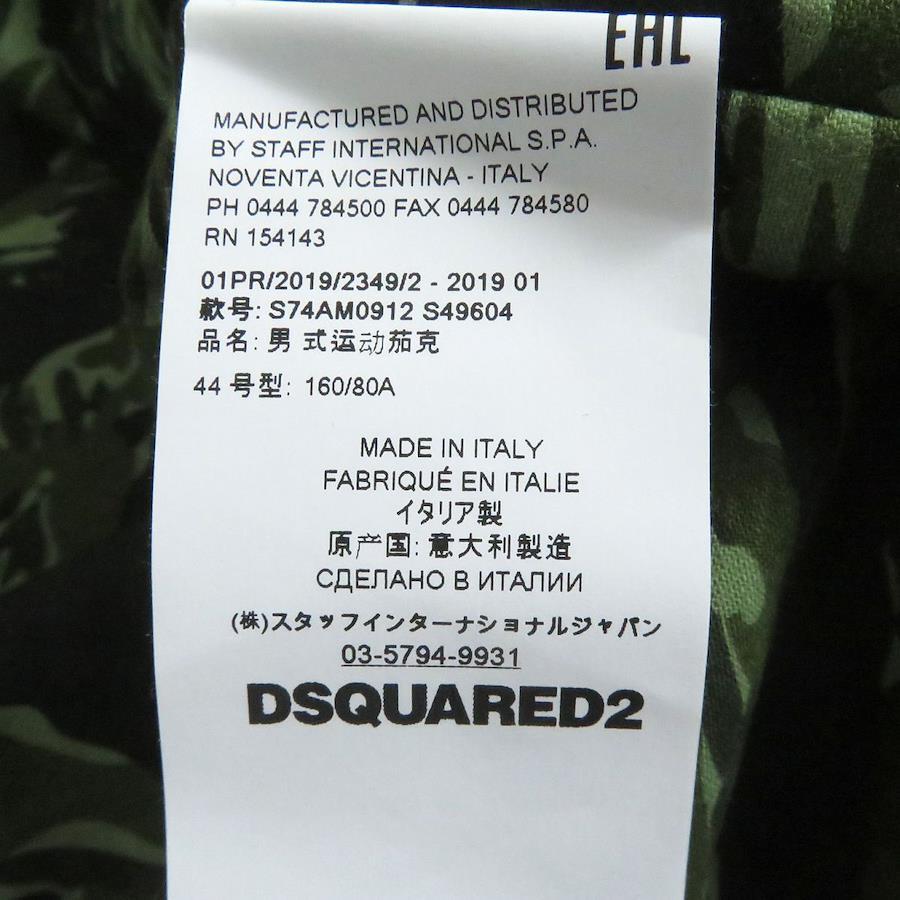 EAC
MANUFACTURED AND DISTRIBUTED
BY STAFF INTERNATIONAL S.P.A.
NOVENTA VICENTINA - ITALY
PH 0444 784500 FAX 0444 784580
RN 154143
01PR/2019/2349/2 - 2019 01
款号: S74AM0912 S49604
品名: 男 式运动茄克
44 号型: 160/80A
MADE IN ITALY
FABRIQUÉ EN ITALIE
イタリア製
原产国: 意大利製造
СДЕЛАНО В ИТАЛИИ
(株)スタッフインターナショナルジャパン
03-5794-9931
DSQUARED2